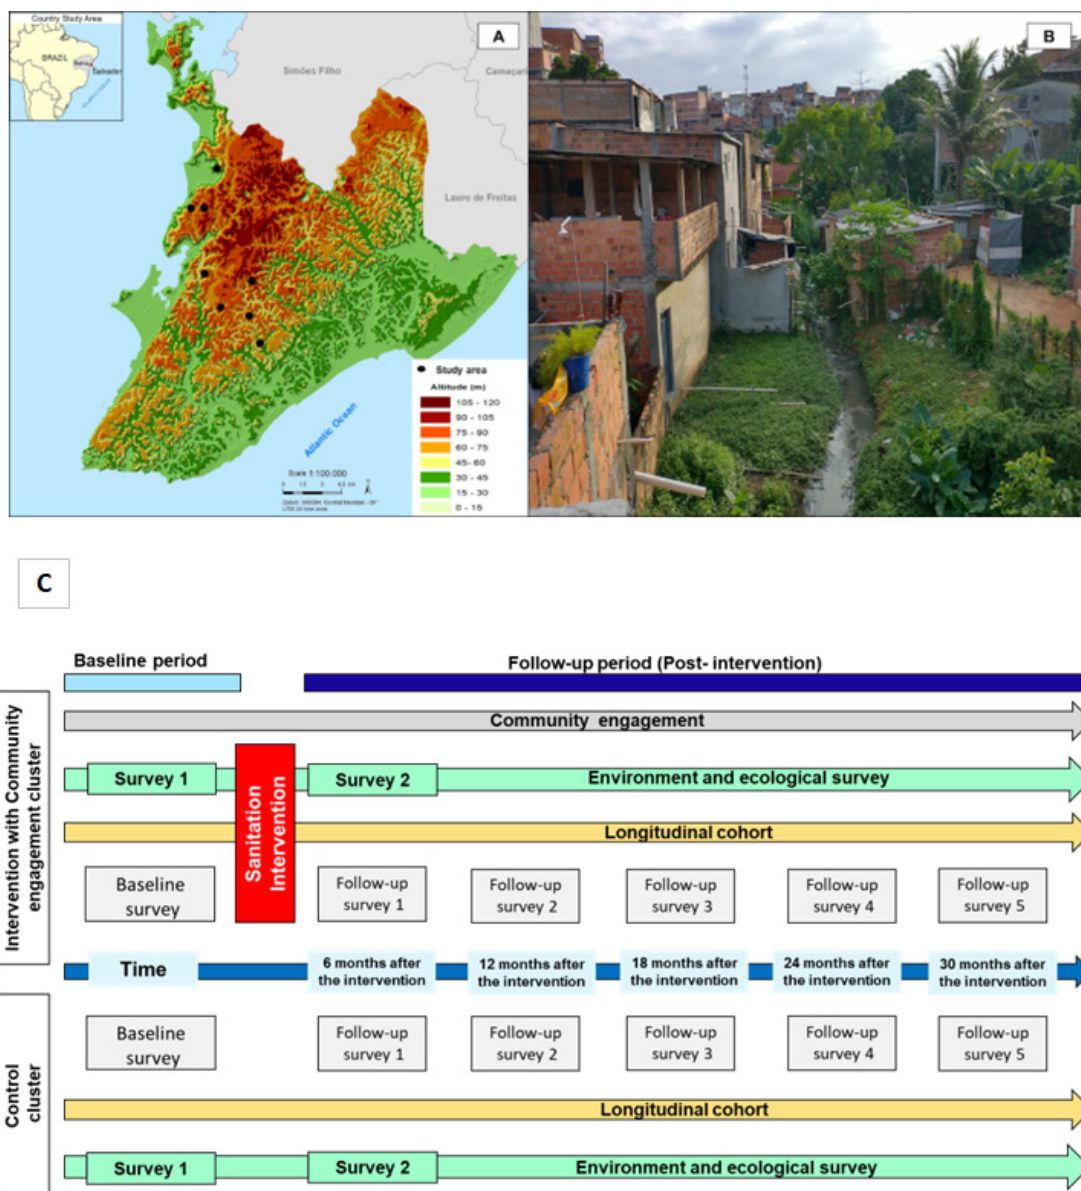 Country Study Area
BRAZIL
Bahia
Salvador
A
Simões Filho
Camaçari
Lauro de Freitas
Atlantic Ocean
Study area
Altitude (m)
105 - 120
90 - 105
75 - 90
60 - 75
45- 60
30 - 45
15 - 30
0 - 15
Scale 1:100.000
B
C
Baseline period
Follow-up period (Post- intervention)
Intervention with Community
engagement cluster
Community engagement
Survey 1
Sanitation
Intervention
Survey 2
Environment and ecological survey
Longitudinal cohort
Baseline
survey
Follow-up
survey 1
Follow-up
survey 2
Follow-up
survey 3
Follow-up
survey 4
Follow-up
survey 5
Time
6 months after
the intervention
12 months after
the intervention
18 months after
the intervention
24 months after
the intervention
30 months after
the intervention
Control
cluster
Baseline
survey
Follow-up
survey 1
Follow-up
survey 2
Follow-up
survey 3
Follow-up
survey 4
Follow-up
survey 5
Longitudinal cohort
Survey 1
Survey 2
Environment and ecological survey